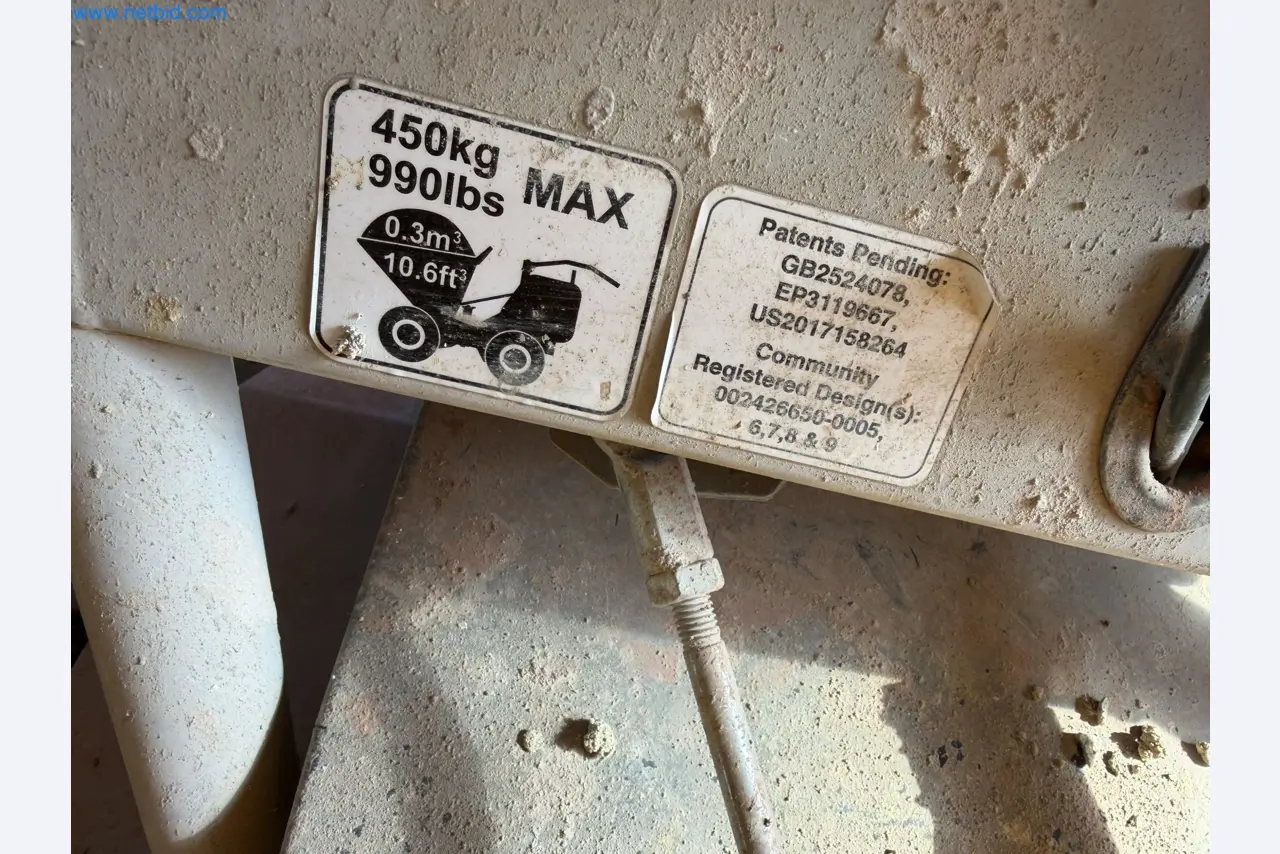 www.netbid.com
450kg
990lbs MAX
0.3m³
10.6ft³
Patents Pending:
GB2524078,
EP3119667,
US2017158264
Community
Registered Design(s):
002426650-0005,
6,7,8 & 9